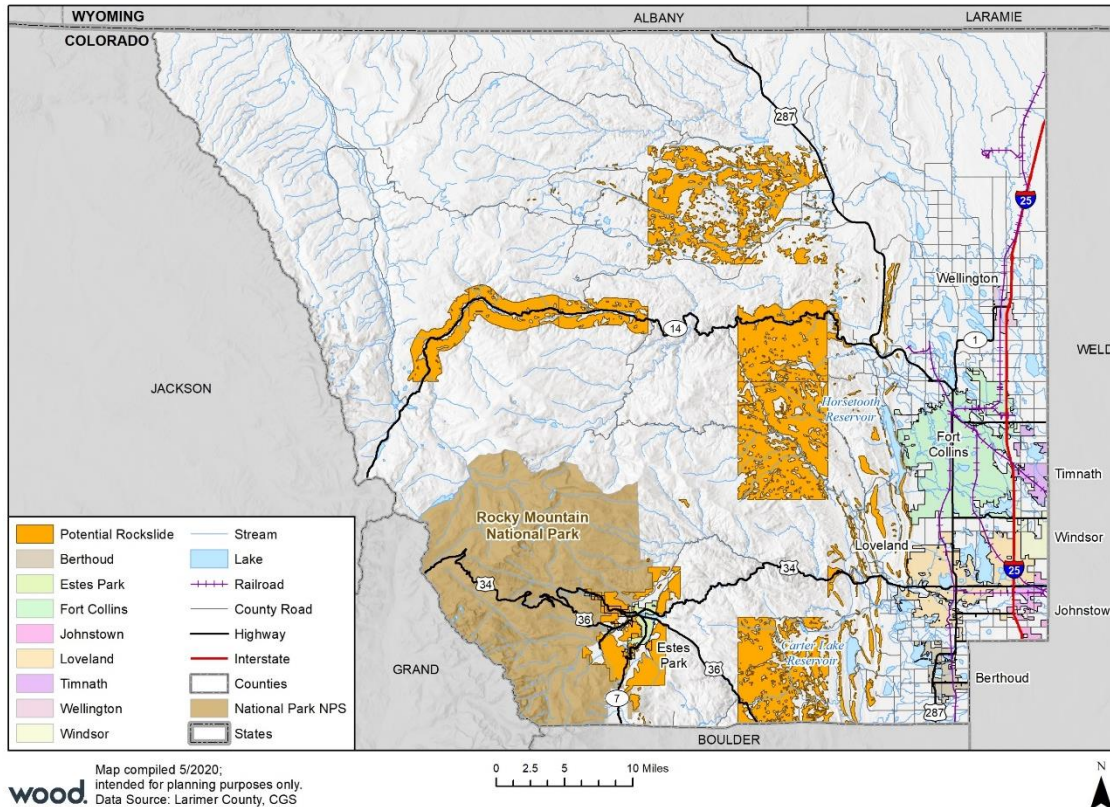 WYOMING
ALBANY
LARAMIE
COLORADO
287
25
Wellington
14
1
WELD
JACKSON
Horsetooth
Reservoir
Fort
Collins
Timnath
Rocky Mountain
National Park
Windsor
Loveland
34
34
25
Johnstown
36
Estes
Park
Carter Lake
Reservoir
GRAND
36
Berthoud
7
287
BOULDER
Potential Rockslide
Berthoud
Estes Park
Fort Collins
Johnstown
Loveland
Timnath
Wellington
Windsor
Stream
Lake
Railroad
County Road
Highway
Interstate
Counties
National Park NPS
States
wood.
Map compiled 5/2020;
intended for planning purposes only.
Data Source: Larimer County, CGS
0 2.5 5 10 Miles
N